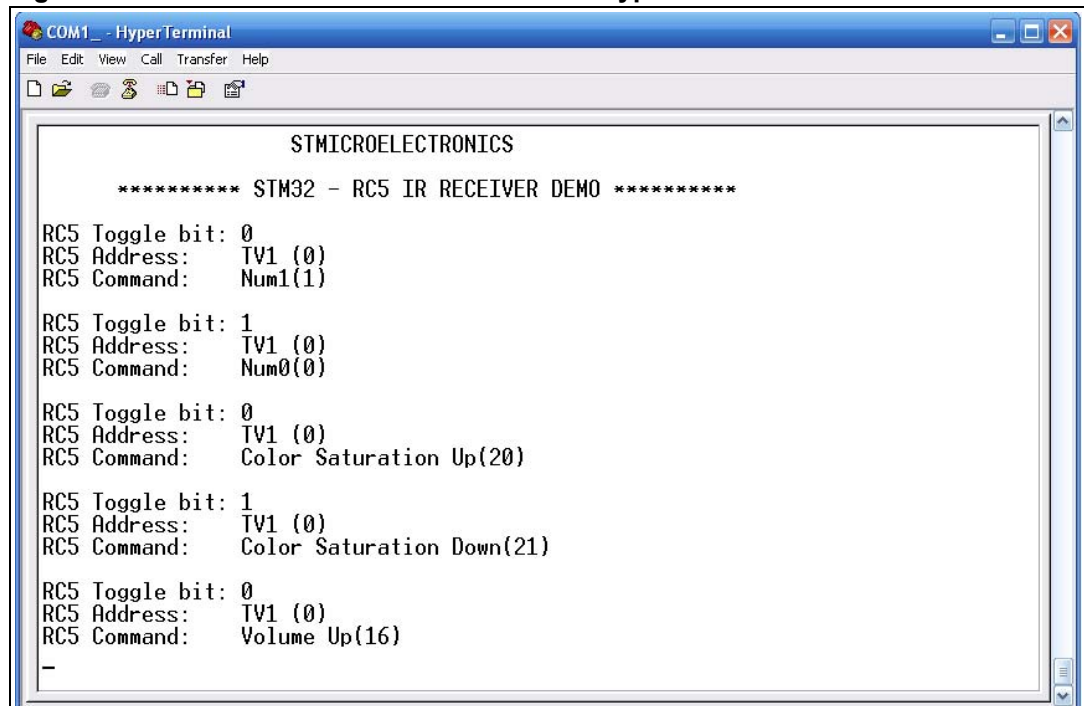 COM1_ - HyperTerminal
File Edit View Call Transfer Help
STMICROELECTRONICS
********** STM32 - RC5 IR RECEIVER DEMO **********
RC5 Toggle bit: 0
RC5 Address: TV1 (0)
RC5 Command: Num1(1)
RC5 Toggle bit: 1
RC5 Address: TV1 (0)
RC5 Command: Num0(0)
RC5 Toggle bit: 0
RC5 Address: TV1 (0)
RC5 Command: Color Saturation Up(20)
RC5 Toggle bit: 1
RC5 Address: TV1 (0)
RC5 Command: Color Saturation Down(21)
RC5 Toggle bit: 0
RC5 Address: TV1 (0)
RC5 Command: Volume Up(16)
_